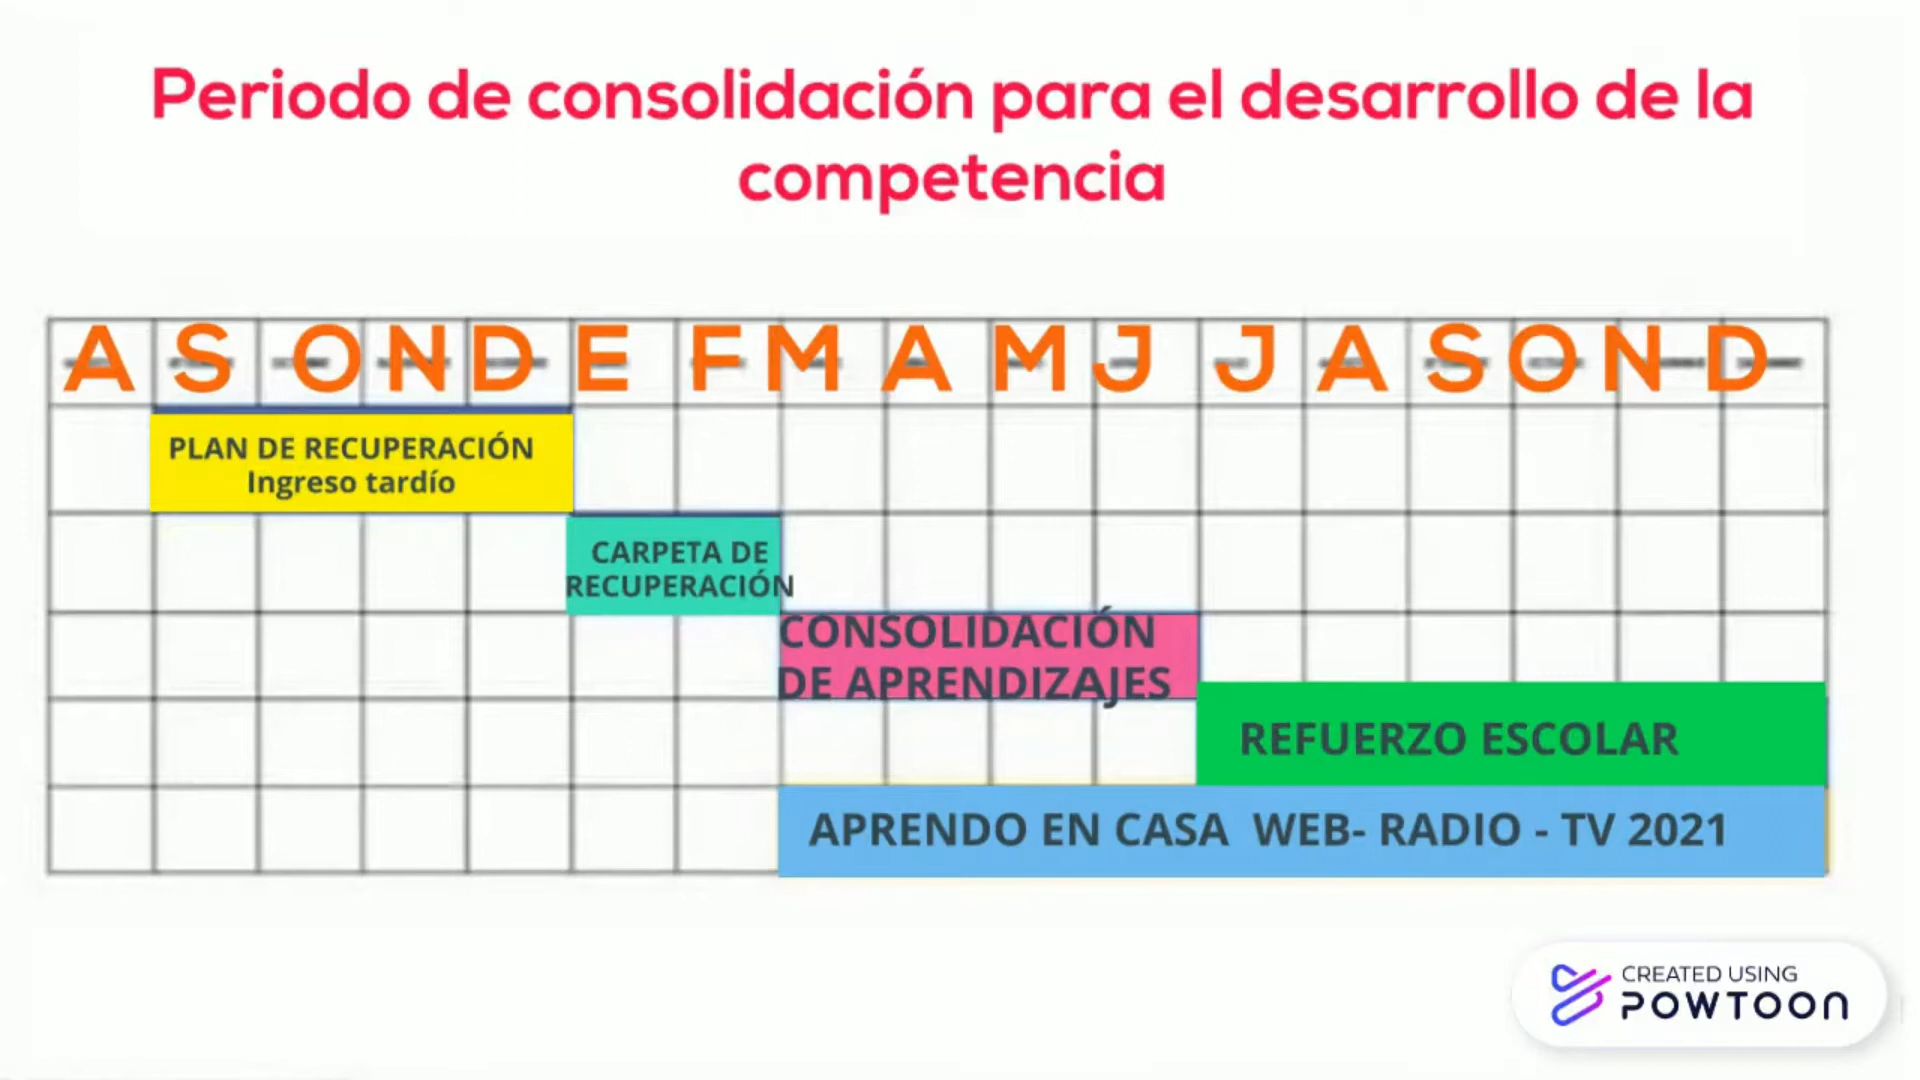 Periodo de consolidación para el desarrollo de la
competencia
A S O N D E F M A M J J A S O N D
PLAN DE RECUPERACIÓN
Ingreso tardío
CARPETA DE
RECUPERACIÓN
CONSOLIDACIÓN
DE APRENDIZAJES
REFUERZO ESCOLAR
APRENDO EN CASA WEB- RADIO - TV 2021
CREATED USING
POWTOON